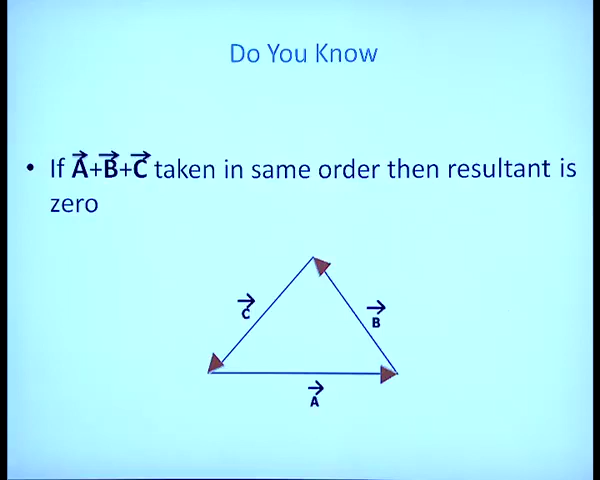 Do You Know
• If A⃗+B⃗+C⃗ taken in same order then resultant is
zero
C⃗
B⃗
A⃗